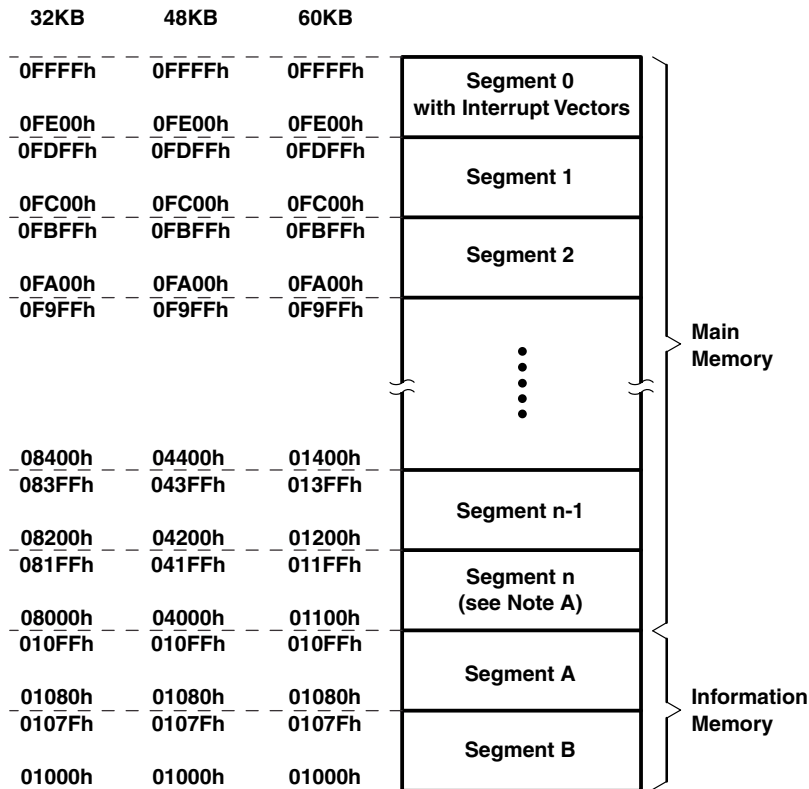 32KB 48KB 60KB
0FFFFh 0FFFFh 0FFFFh
Segment 0
with Interrupt Vectors
0FE00h 0FE00h 0FE00h
0FDFFh 0FDFFh 0FDFFh
Segment 1
0FC00h 0FC00h 0FC00h
0FBFFh 0FBFFh 0FBFFh
Segment 2
0FA00h 0FA00h 0FA00h
0F9FFh 0F9FFh 0F9FFh
Main
Memory
08400h 04400h 01400h
083FFh 043FFh 013FFh
Segment n-1
08200h 04200h 01200h
081FFh 041FFh 011FFh
Segment n
(see Note A)
08000h 04000h 01100h
010FFh 010FFh 010FFh
Segment A
01080h 01080h 01080h
0107Fh 0107Fh 0107Fh
Information
Memory
Segment B
01000h 01000h 01000h